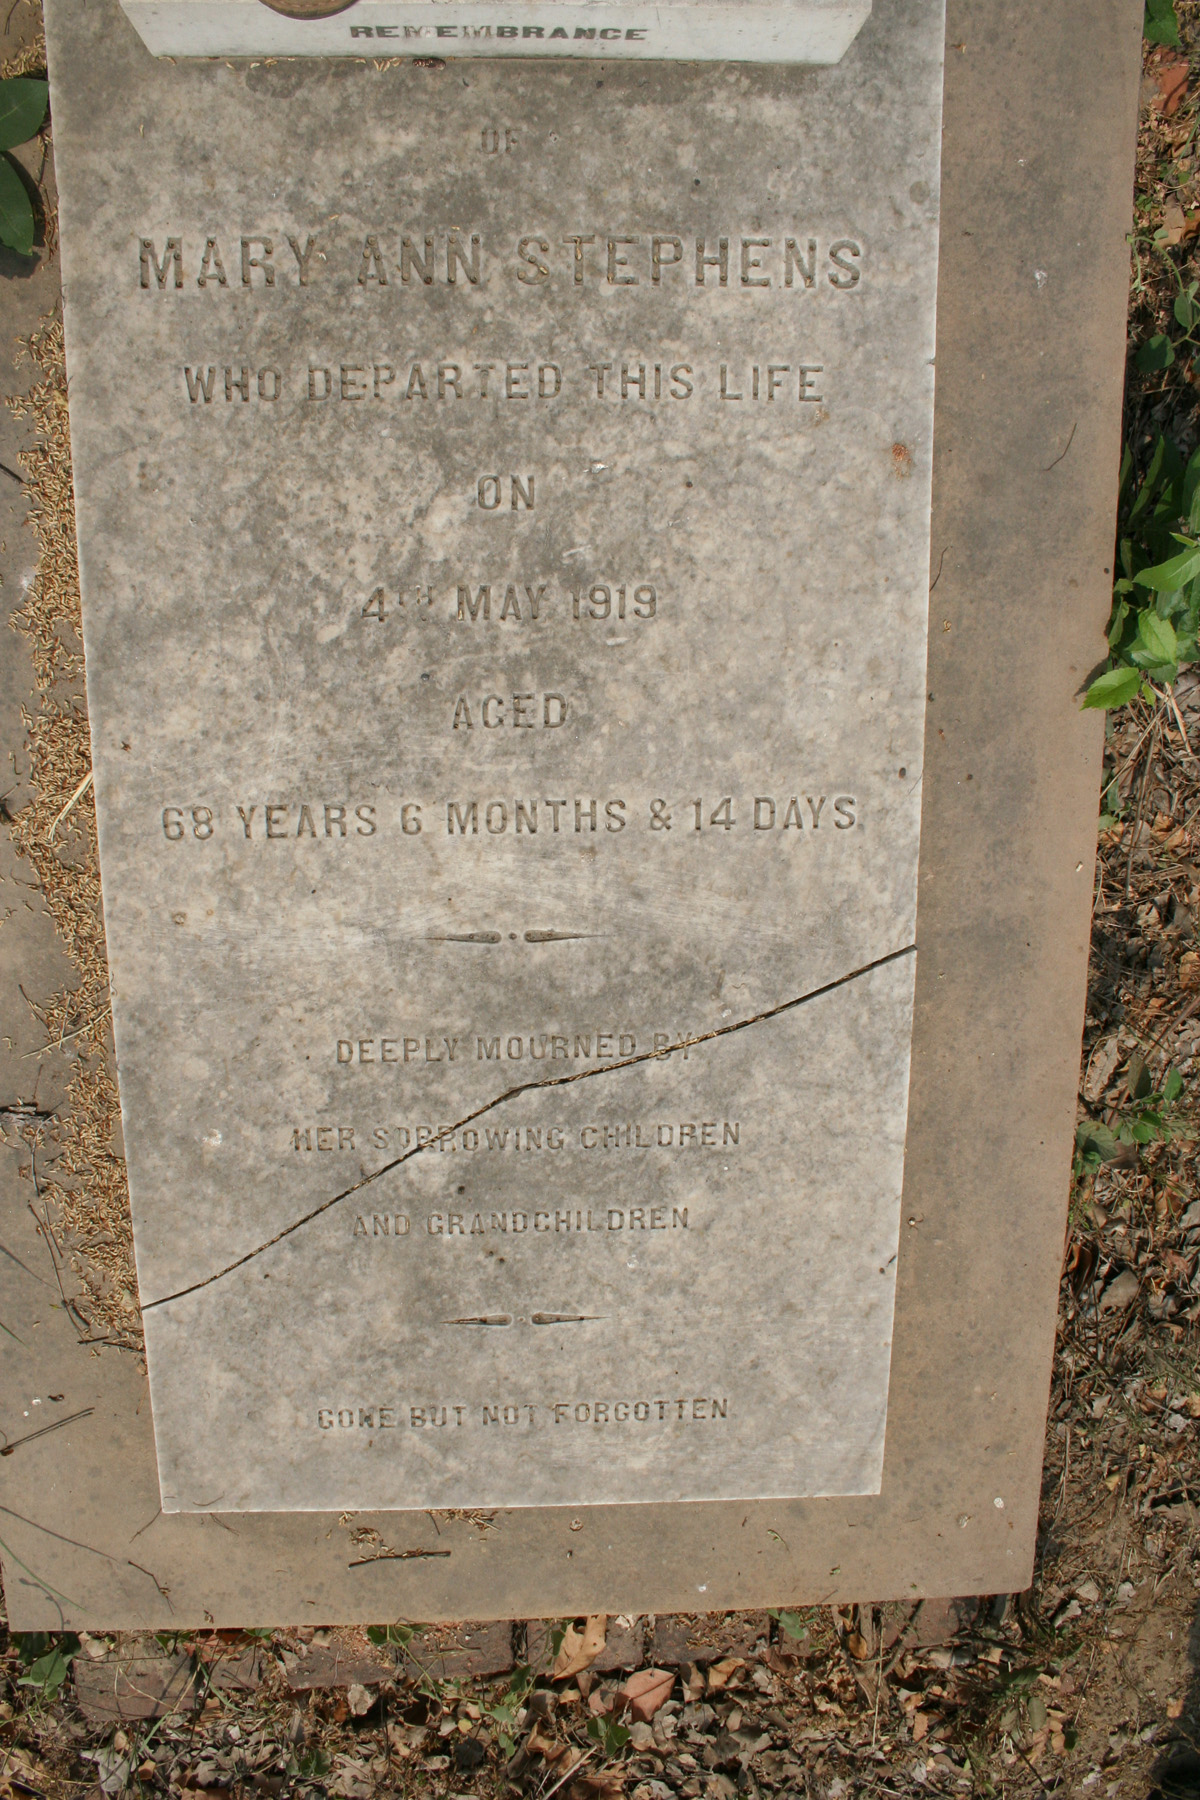 REMEMBRANCE
OF
MARY ANN STEPHENS
WHO DEPARTED THIS LIFE
ON
4TH MAY 1919
AGED
68 YEARS 6 MONTHS & 14 DAYS.
DEEPLY MOURNED BY
HER SORROWING CHILDREN
AND GRANDCHILDREN
GONE BUT NOT FORGOTTEN